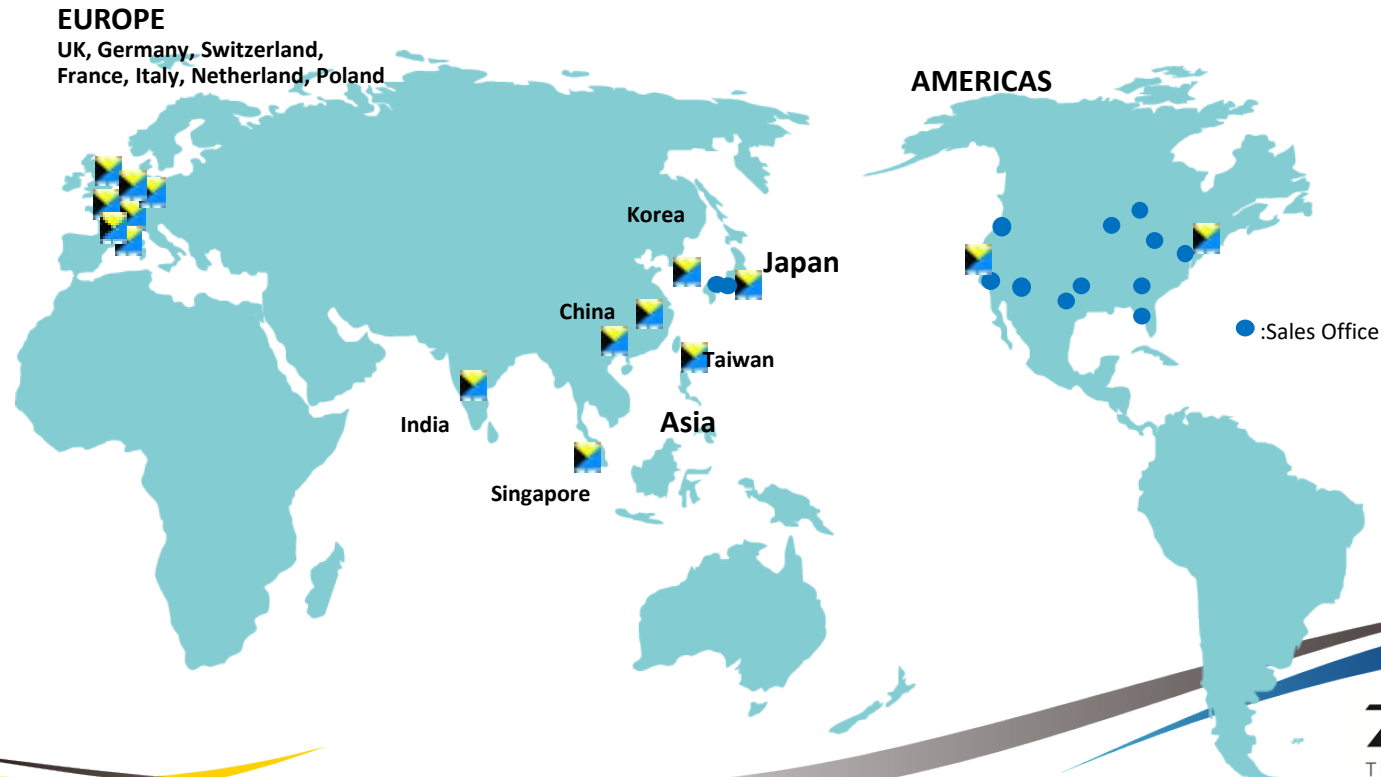 EUROPE
UK, Germany, Switzerland,
France, Italy, Netherland, Poland
AMERICAS
Korea
Japan
China
:Sales Office
Taiwan
India
Asia
Singapore